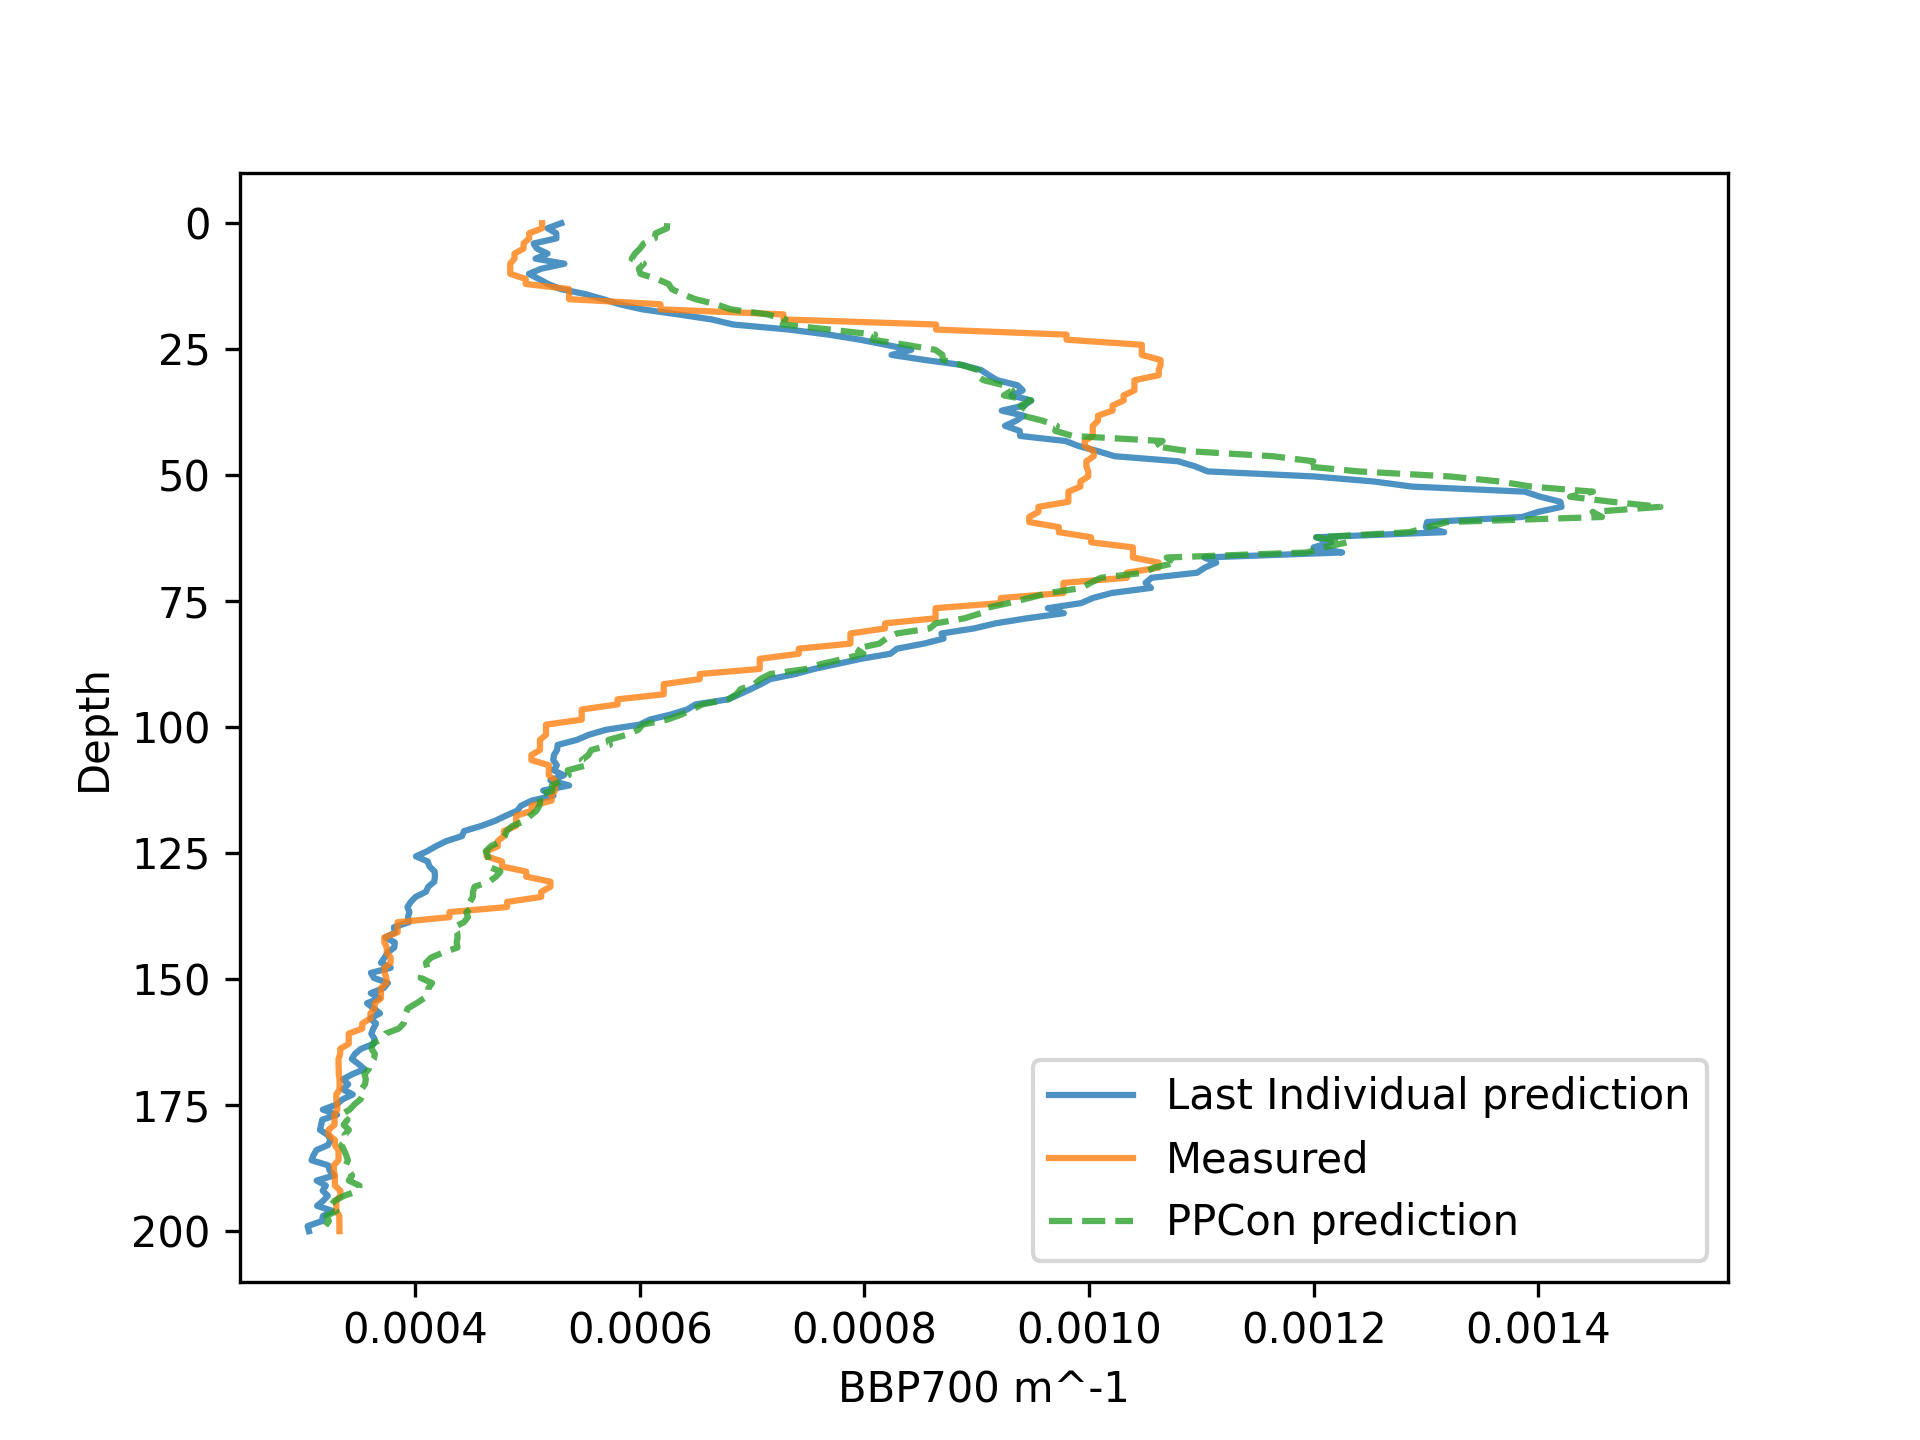 0
25
50
75
100
125
150
175
200
Depth
0.0004 0.0006 0.0008 0.0010 0.0012 0.0014
BBP700 m^-1
Last Individual prediction
Measured
PPCon prediction